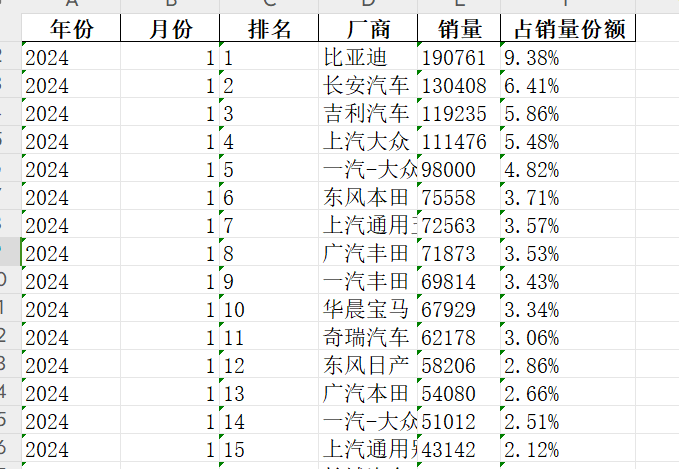 A B C D E F
年份 月份 排名 厂商 销量 占销量份额
2024 1 1 比亚迪 190761 9.38%
2024 1 2 长安汽车 130408 6.41%
2024 1 3 吉利汽车 119235 5.86%
2024 1 4 上汽大众 111476 5.48%
2024 1 5 一汽-大众 98000 4.82%
2024 1 6 东风本田 75558 3.71%
2024 1 7 上汽通用 72563 3.57%
2024 1 8 广汽丰田 71873 3.53%
2024 1 9 一汽丰田 69814 3.43%
2024 1 10 华晨宝马 67929 3.34%
2024 1 11 奇瑞汽车 62178 3.06%
2024 1 12 东风日产 58206 2.86%
2024 1 13 广汽本田 54080 2.66%
2024 1 14 一汽-大众 51012 2.51%
2024 1 15 上汽通用 43142 2.12%